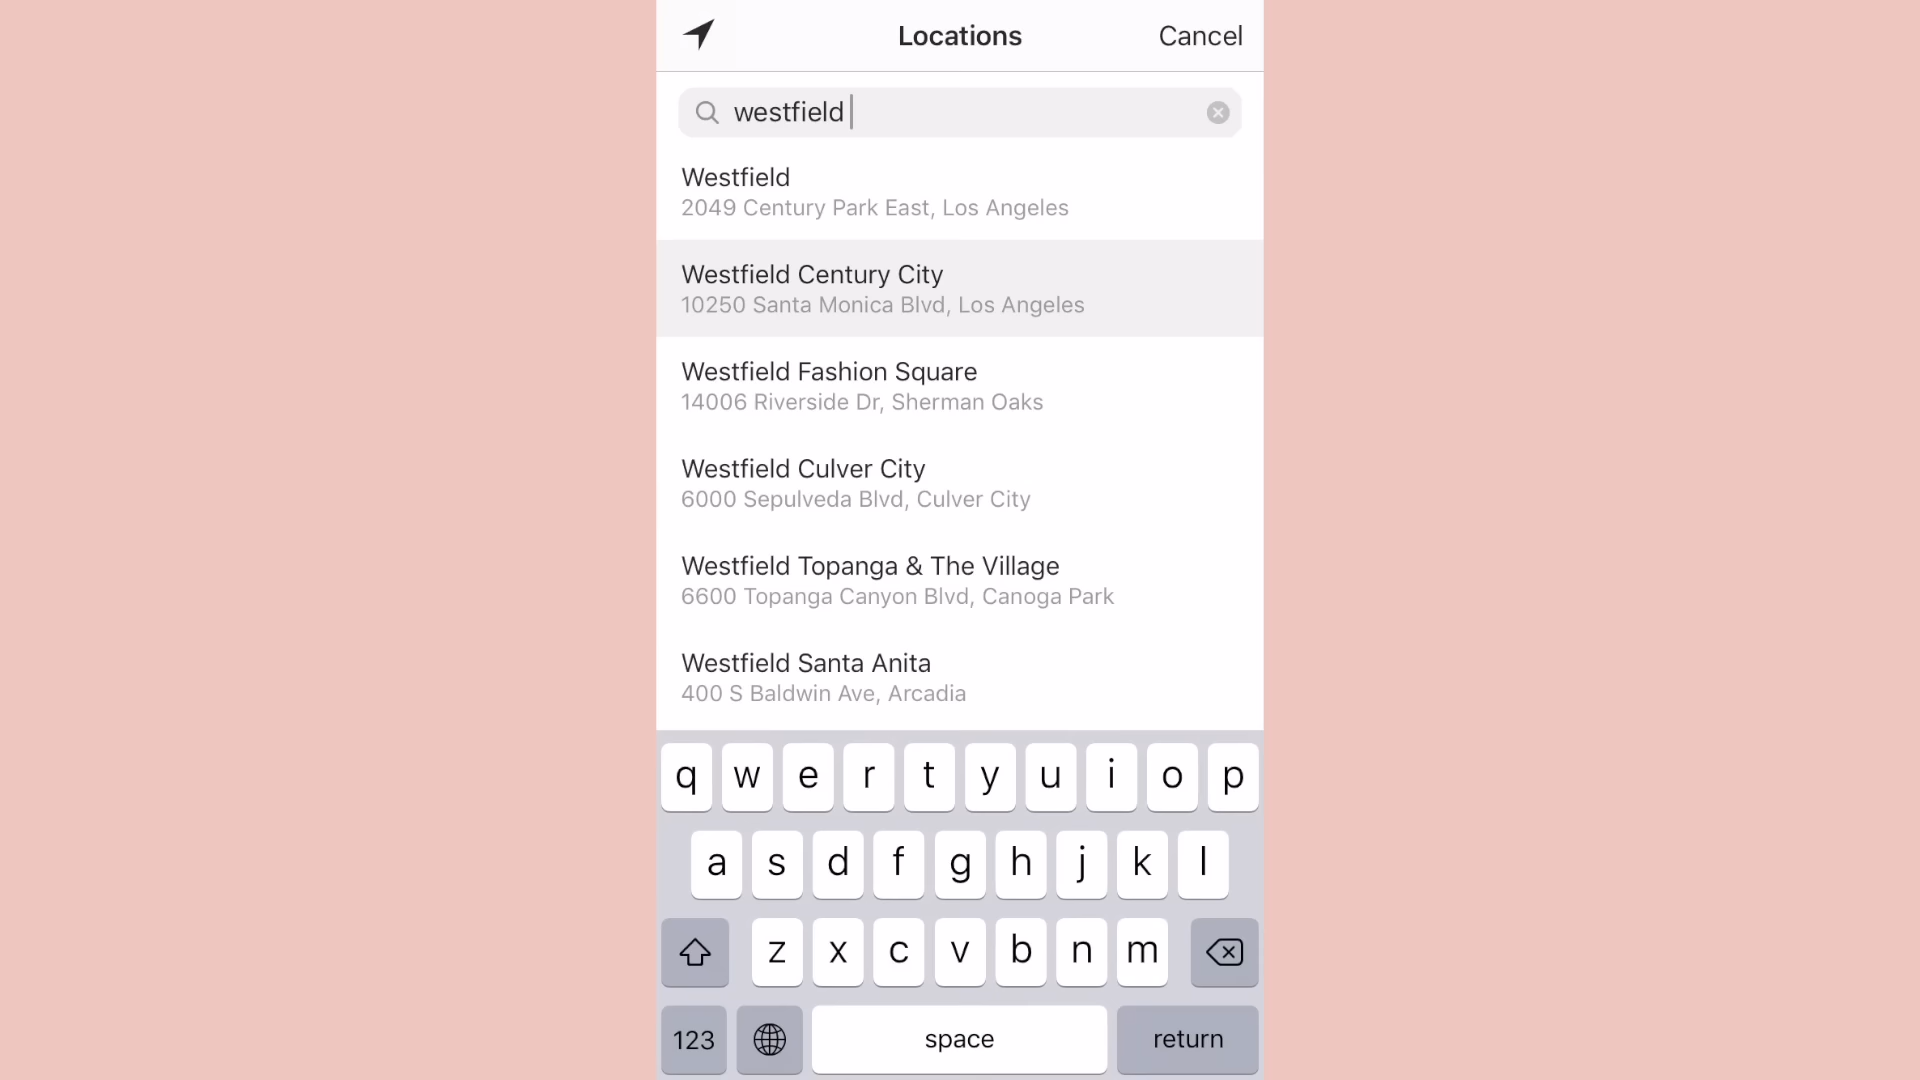 Locations Cancel
westfield
Westfield
2049 Century Park East, Los Angeles
Westfield Century City
10250 Santa Monica Blvd, Los Angeles
Westfield Fashion Square
14006 Riverside Dr, Sherman Oaks
Westfield Culver City
6000 Sepulveda Blvd, Culver City
Westfield Topanga & The Village
6600 Topanga Canyon Blvd, Canoga Park
Westfield Santa Anita
400 S Baldwin Ave, Arcadia
q w e r t y u i o p
a s d f g h j k l
z x c v b n m
123 space return